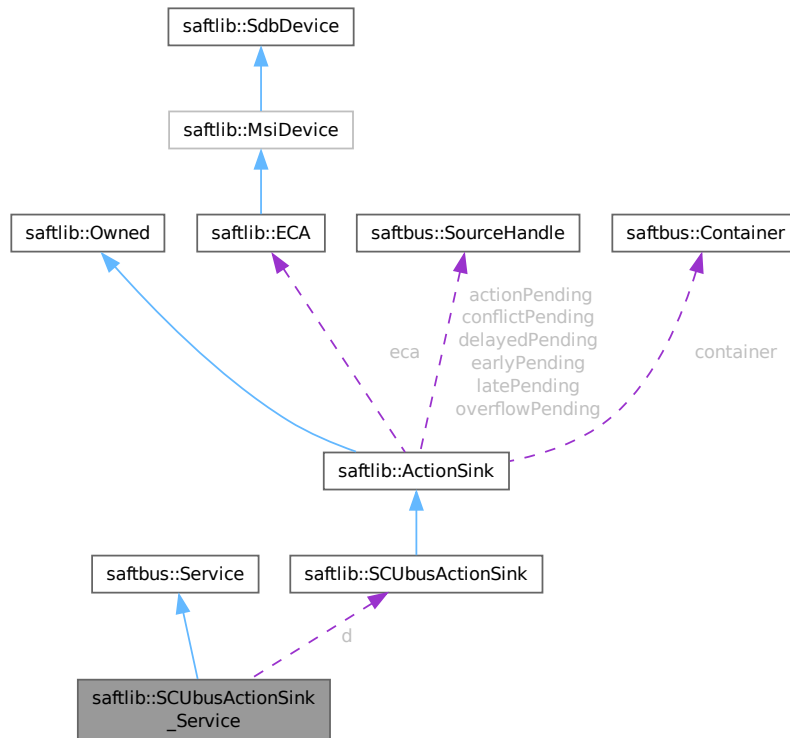 saftlib::SdbDevice
saftlib::MsiDevice
saftlib::Owned
saftlib::ECA
saftbus::SourceHandle
saftbus::Container
actionPending
conflictPending
delayedPending
earlyPending
latePending
overflowPending
eca
container
saftlib::ActionSink
saftbus::Service
saftlib::SCUbusActionSink
d
saftlib::SCUbusActionSink
_Service